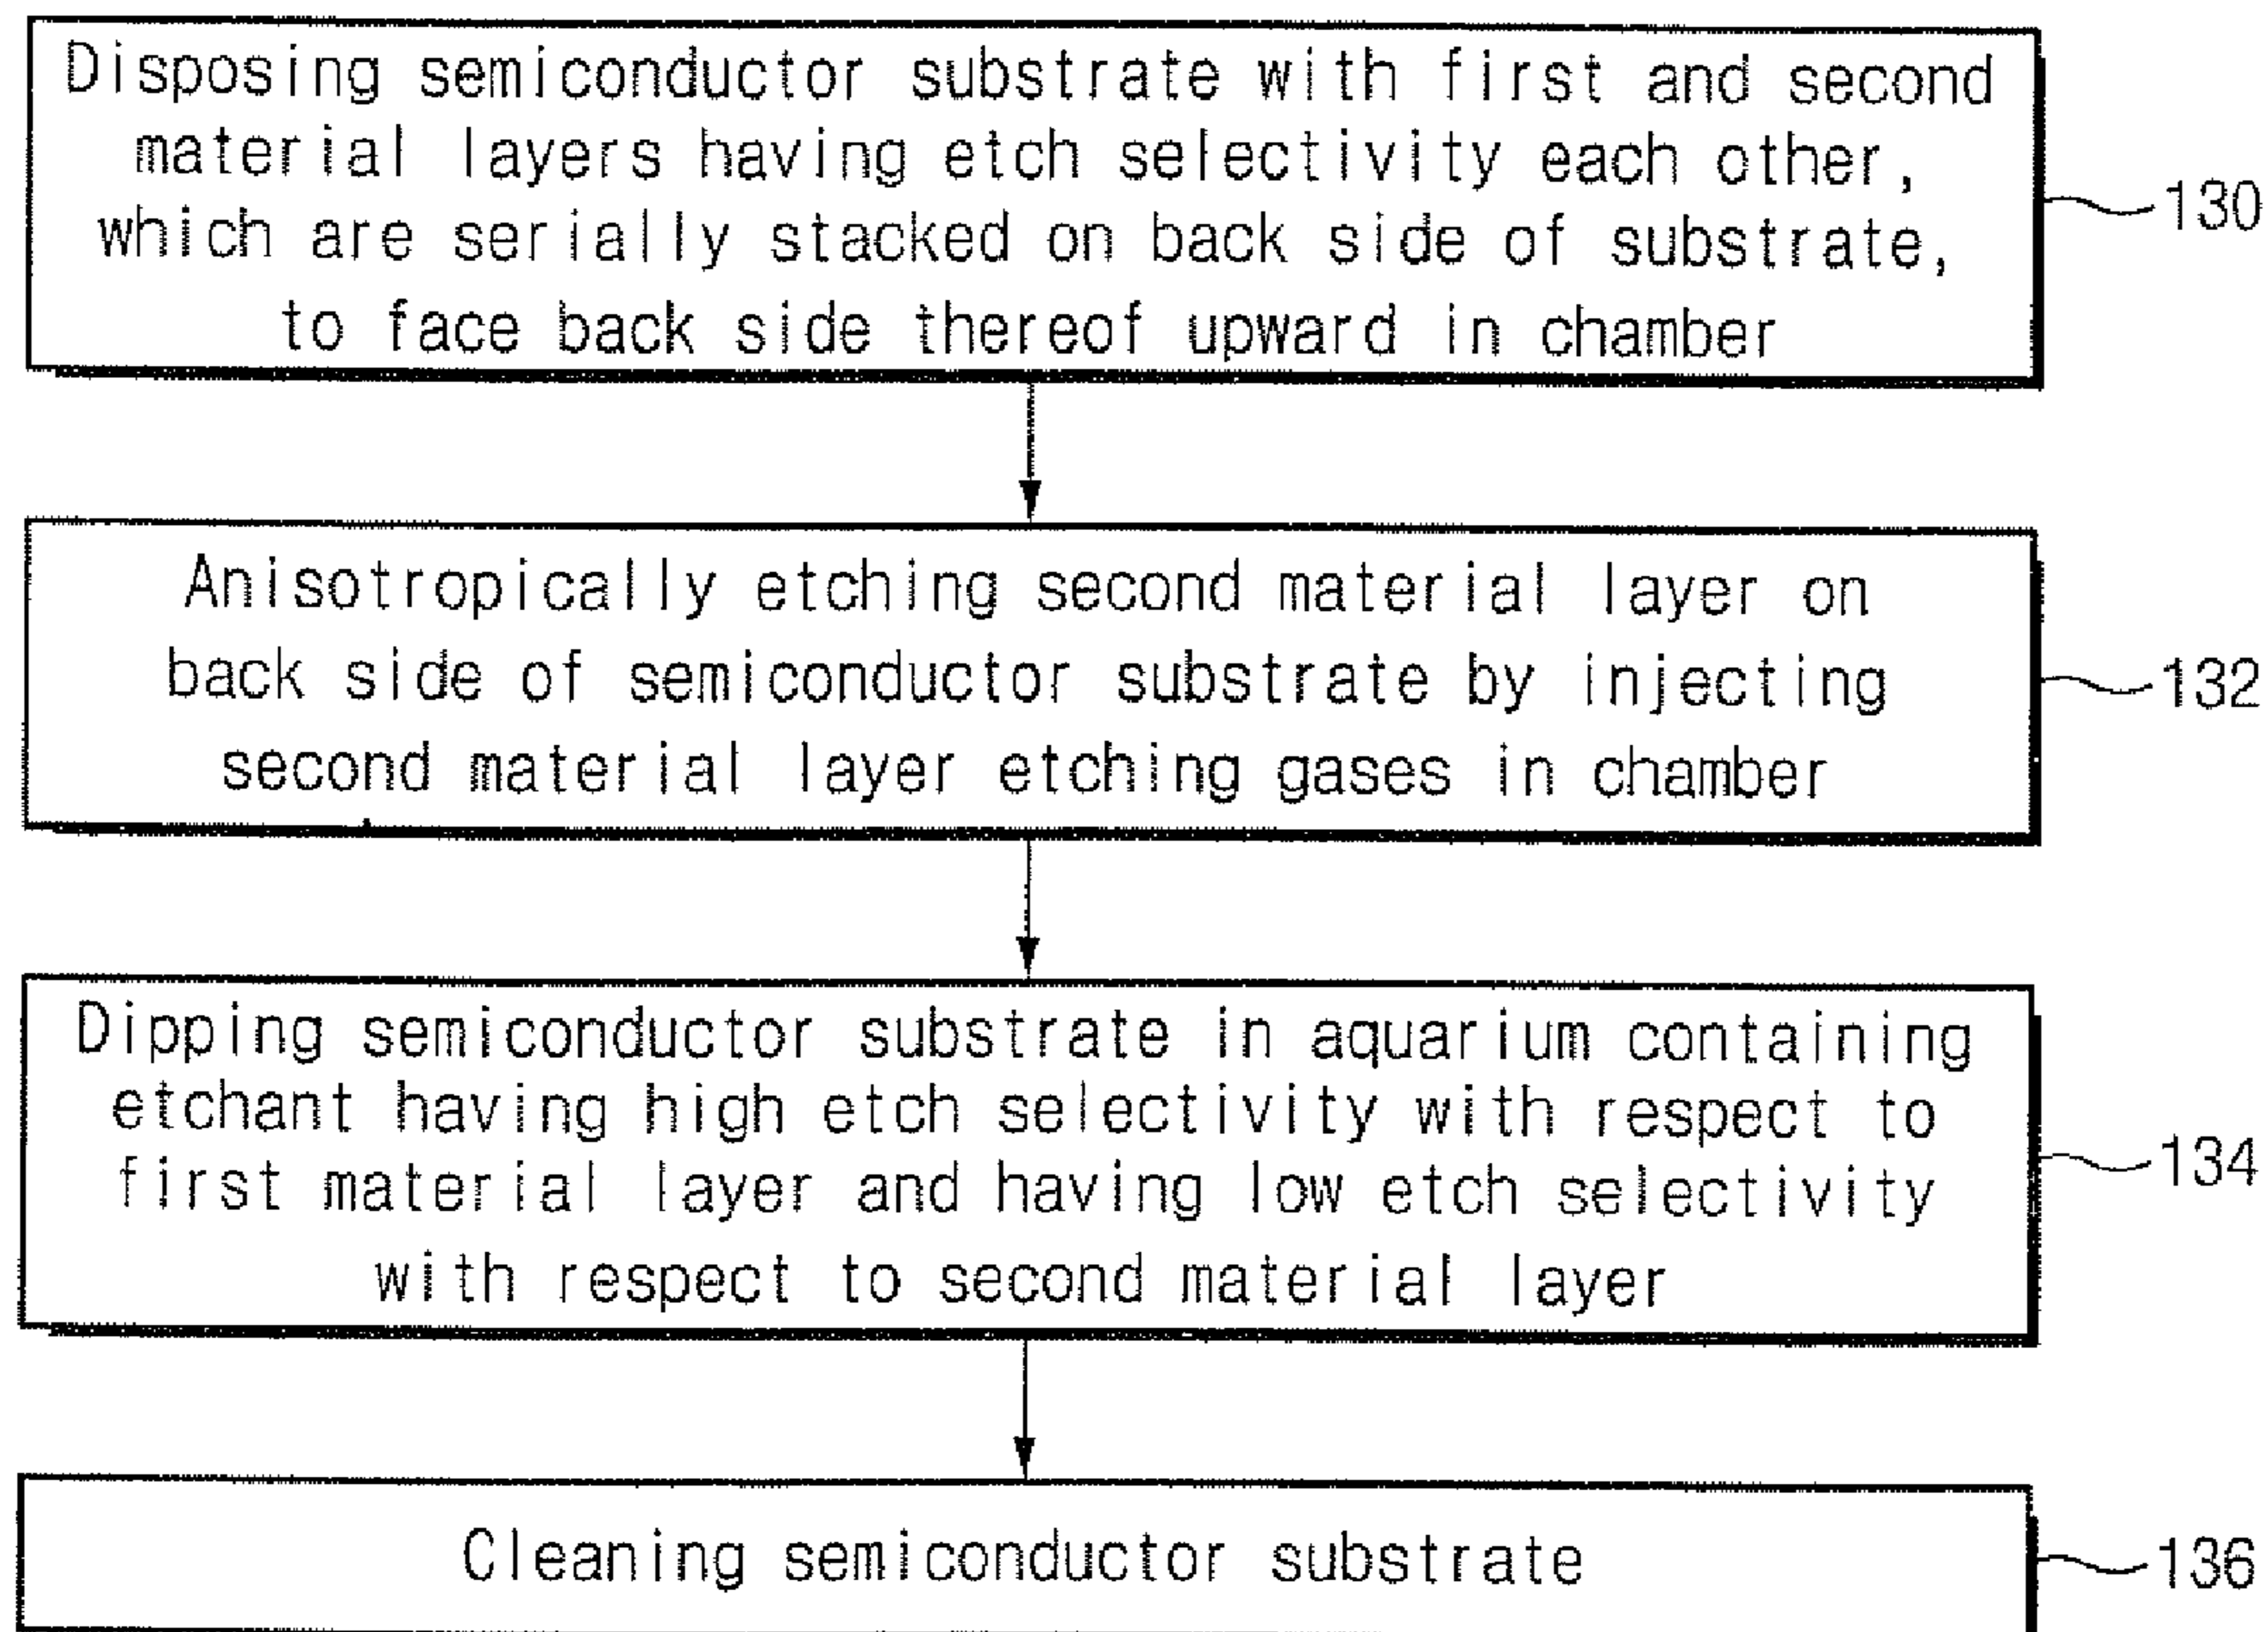 Disposing semiconductor substrate with first and second
material layers having etch selectivity each other,
which are serially stacked on back side of substrate,
to face back side thereof upward in chamber
130
Anisotropically etching second material layer on
back side of semiconductor substrate by injecting
second material layer etching gases in chamber
132
Dipping semiconductor substrate in aquarium containing
etchant having high etch selectivity with respect to
first material layer and having low etch selectivity
with respect to second material layer
134
Cleaning semiconductor substrate
136